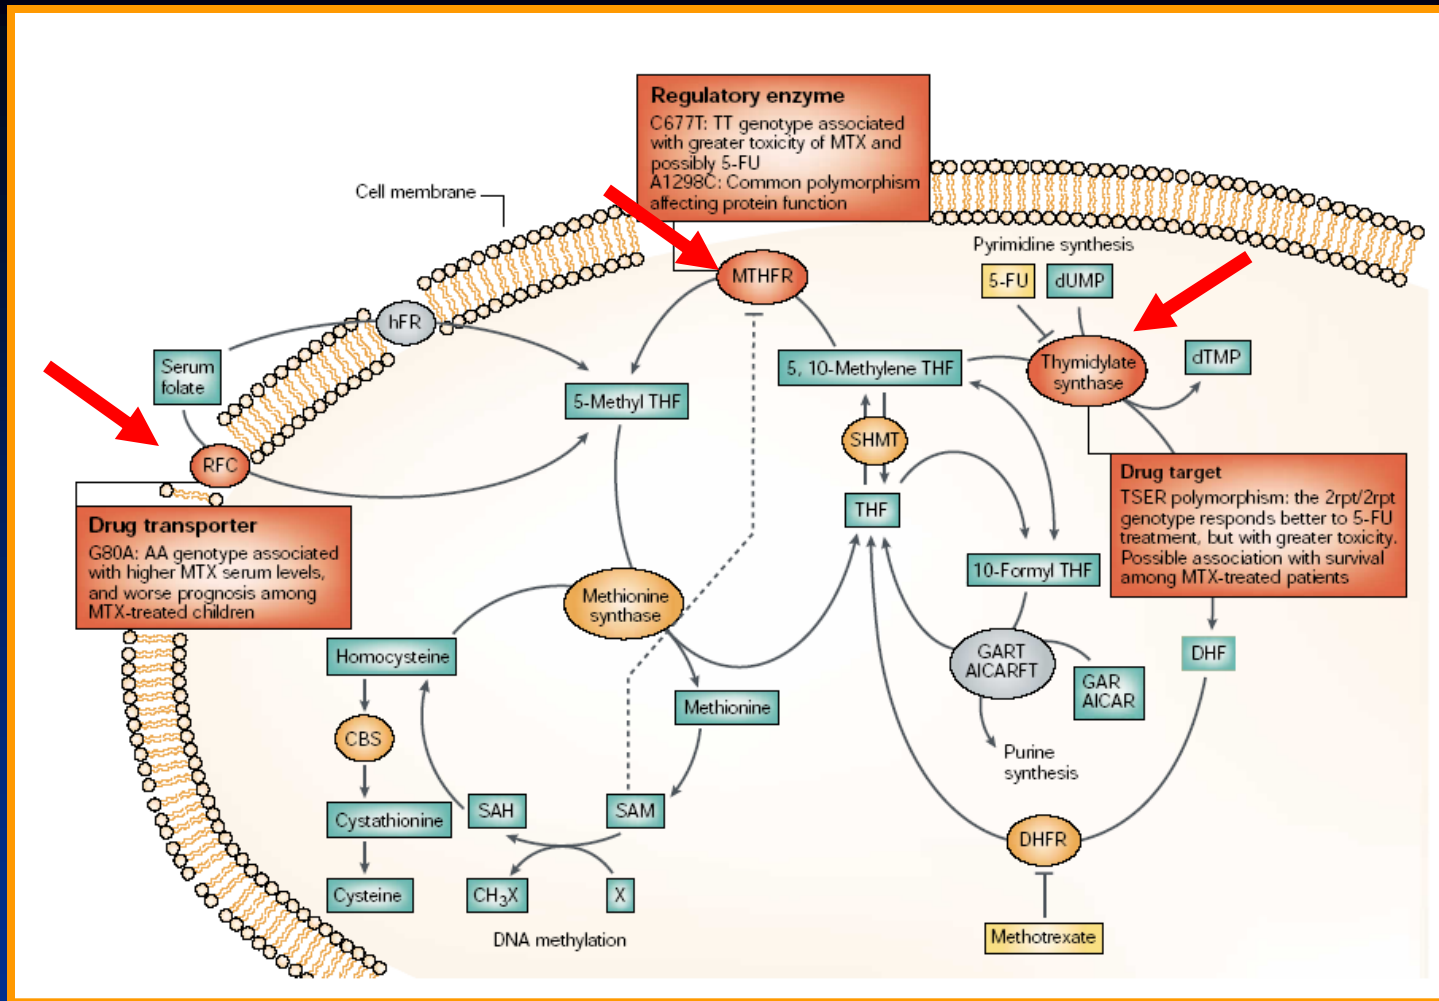 Regulatory enzyme
C677T: TT genotype associated
with greater toxicity of MTX and
possibly 5-FU
A1298C: Common polymorphism
affecting protein function
Cell membrane
Pyrimidine synthesis
5-FU
dUMP
MTHFR
hFR
Serum
folate
5-Methyl THF
5, 10-Methylene THF
Thymidylate
synthase
dTMP
SHMT
RFC
THF
Drug transporter
G80A: AA genotype associated
with higher MTX serum levels,
and worse prognosis among
MTX-treated children
Drug target
TSER polymorphism: the 2rpt/2rpt
genotype responds better to 5-FU
treatment, but with greater toxicity.
Possible association with survival
among MTX-treated patients
10-Formyl THF
Methionine
synthase
Homocysteine
GART
AICARFT
GAR
AICAR
DHF
Methionine
CBS
Purine
synthesis
Cystathionine
SAH
SAM
DHFR
Cysteine
CH₃X
X
DNA methylation
Methotrexate